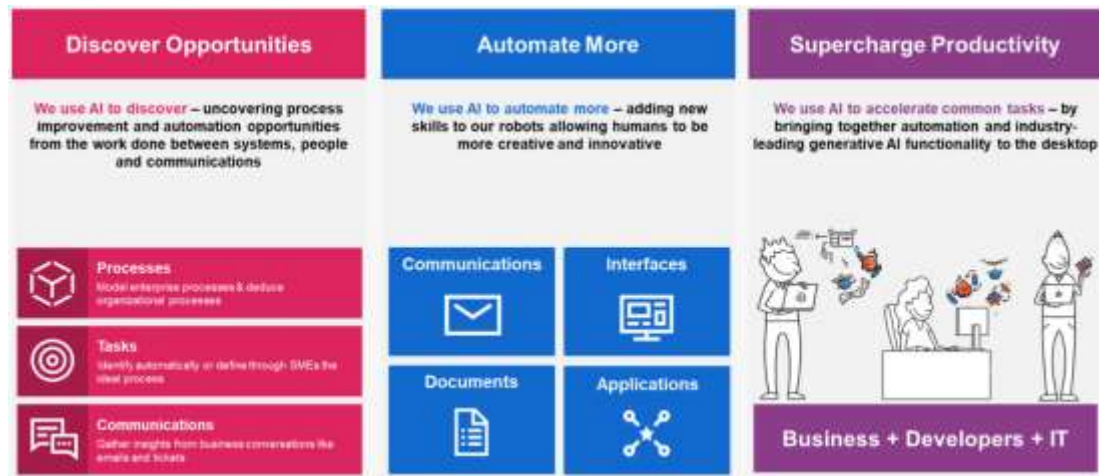 Discover Opportunities
We use AI to discover – uncovering process
improvement and automation opportunities
from the work done between systems, people
and communications
Processes
Model enterprise processes & deduce
organizational processes
Tasks
Identify automatically or define through SMEs the
ideal process
Communications
Gather insights from business conversations like
emails and tickets
Automate More
We use AI to automate more – adding new
skills to our robots allowing humans to be
more creative and innovative
Communications
Interfaces
Documents
Applications
Supercharge Productivity
We use AI to accelerate common tasks – by
bringing together automation and industry-
leading generative AI functionality to the desktop
Business + Developers + IT